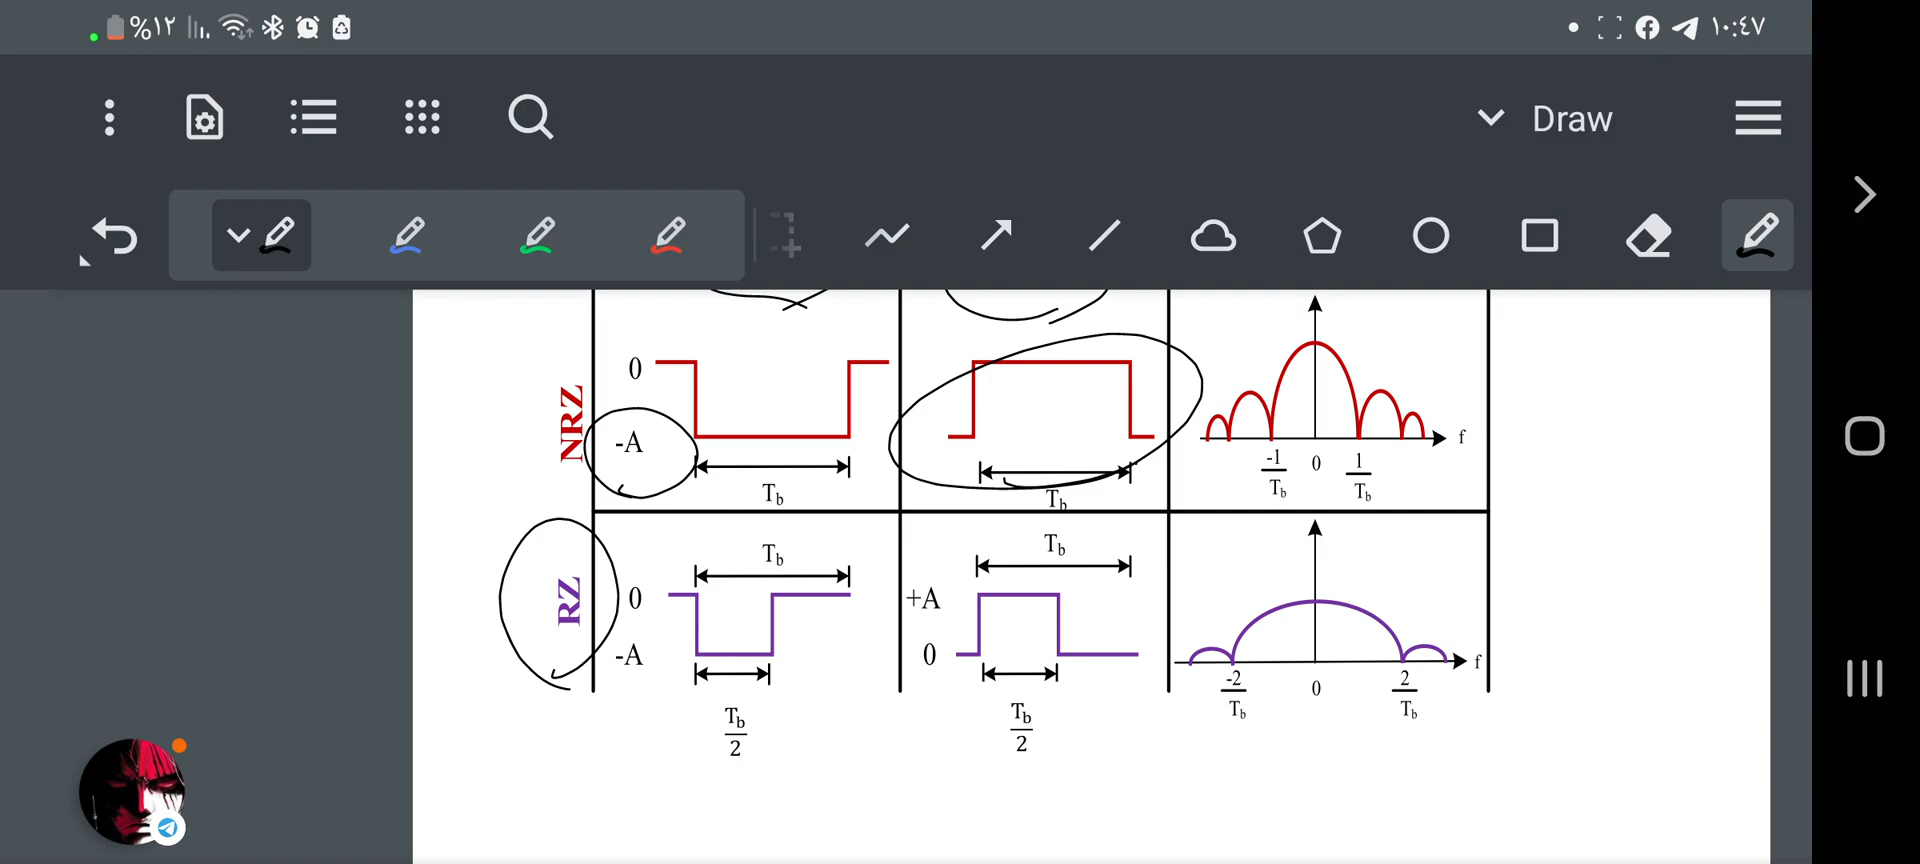 %١٢ ١٠:٤٧
Draw
NRZ
0
-A
Tb
Tb
-1/Tb 0 1/Tb f
RZ
0
-A
Tb
Tb/2
+A
0
Tb
Tb/2
-2/Tb 0 2/Tb f